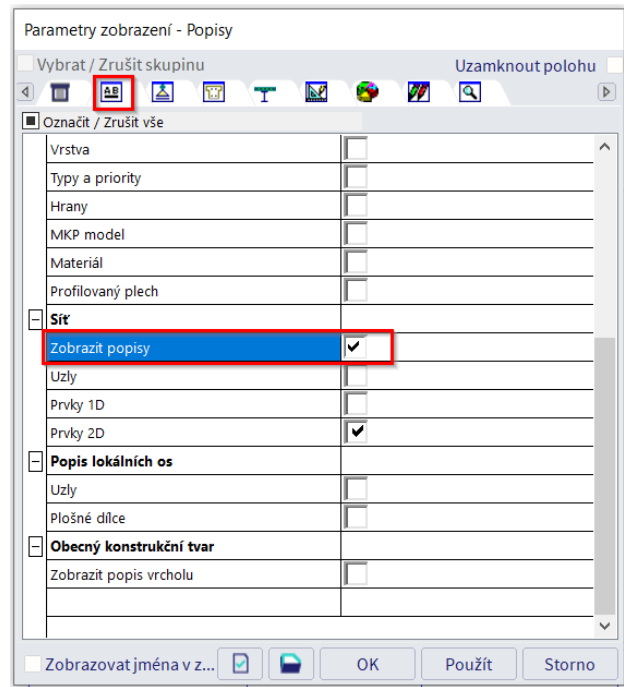 Parametry zobrazení - Popisy
Vybrat / Zrušit skupinu Uzamknout polohu
AB
Označit / Zrušit vše
Vrstva
Typy a priority
Hrany
MKP model
Materiál
Profilovaný plech
Síť
Zobrazit popisy
Uzly
Prvky 1D
Prvky 2D
Popis lokálních os
Uzly
Plošné dílce
Obecný konstrukční tvar
Zobrazit popis vrcholu
Zobrazovat jména v z... OK Použít Storno